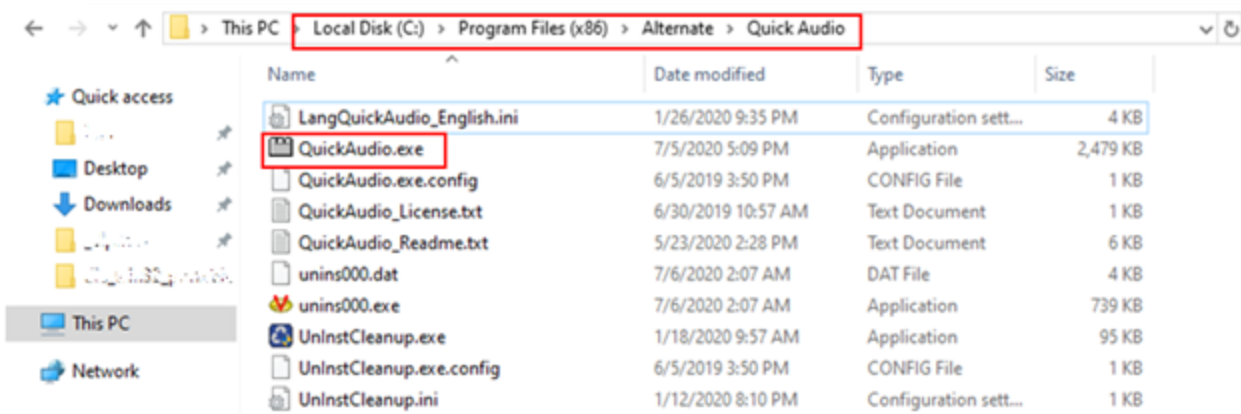 This PC > Local Disk (C:) > Program Files (x86) > Alternate > Quick Audio
Name Date modified Type Size
Quick access
Desktop
Downloads
This PC
Network
LangQuickAudio_English.ini 1/26/2020 9:35 PM Configuration sett... 4 KB
QuickAudio.exe 7/5/2020 5:09 PM Application 2,479 KB
QuickAudio.exe.config 6/5/2019 3:50 PM CONFIG File 1 KB
QuickAudio_License.txt 6/30/2019 10:57 AM Text Document 1 KB
QuickAudio_Readme.txt 5/23/2020 2:28 PM Text Document 6 KB
unins000.dat 7/6/2020 2:07 AM DAT File 4 KB
unins000.exe 7/6/2020 2:07 AM Application 739 KB
UnInstCleanup.exe 1/18/2020 9:57 AM Application 95 KB
UnInstCleanup.exe.config 6/5/2019 3:50 PM CONFIG File 1 KB
UnInstCleanup.ini 1/12/2020 8:10 PM Configuration sett... 1 KB